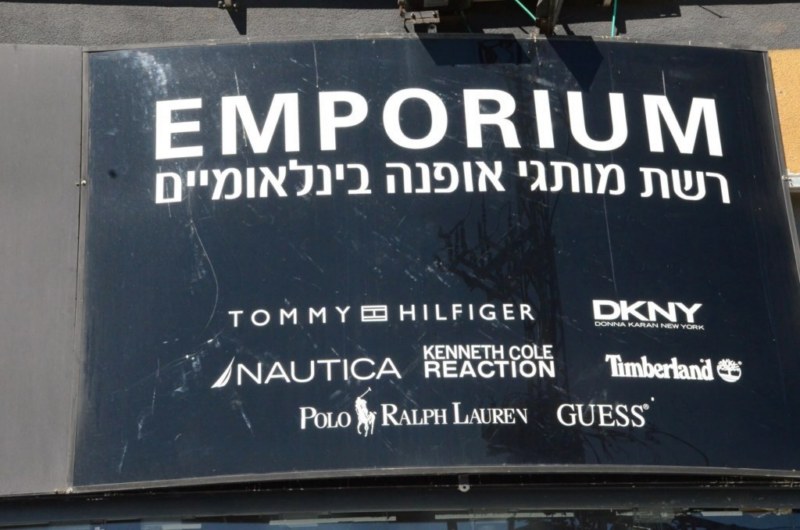 EMPORIUM
רשת מותגי אופנה בינלאומיים
TOMMY HILFIGER DKNY
DONNA KARAN NEW YORK
NAUTICA KENNETH COLE REACTION Timberland
POLO RALPH LAUREN GUESS